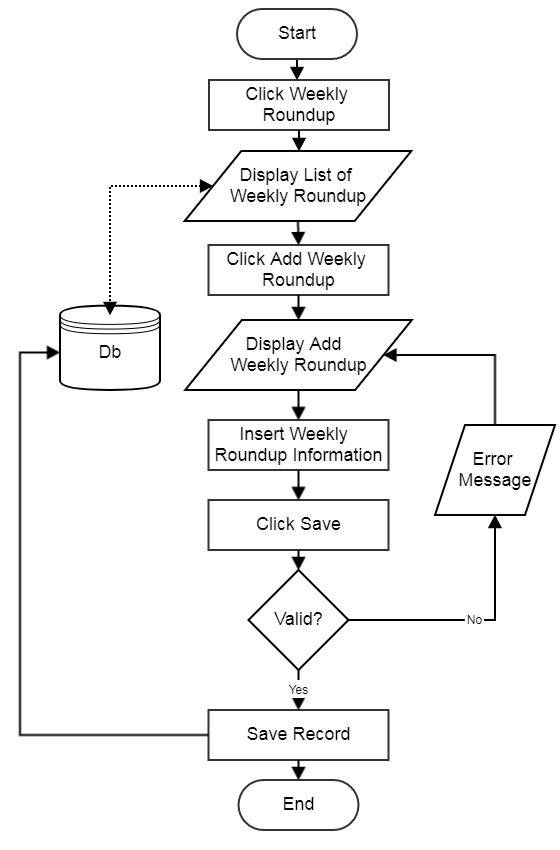 Start
Click Weekly
Roundup
Display List of
Weekly Roundup
Click Add Weekly
Roundup
Db
Display Add
Weekly Roundup
Insert Weekly
Roundup Information
Error
Message
Click Save
Valid?
No
Yes
Save Record
End